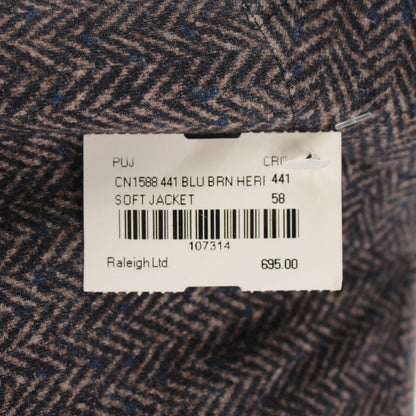 PUJ CRC
CN1588 441 BLU BRN HERI 441
SOFT JACKET 58
107314
Raleigh Ltd. 695.00